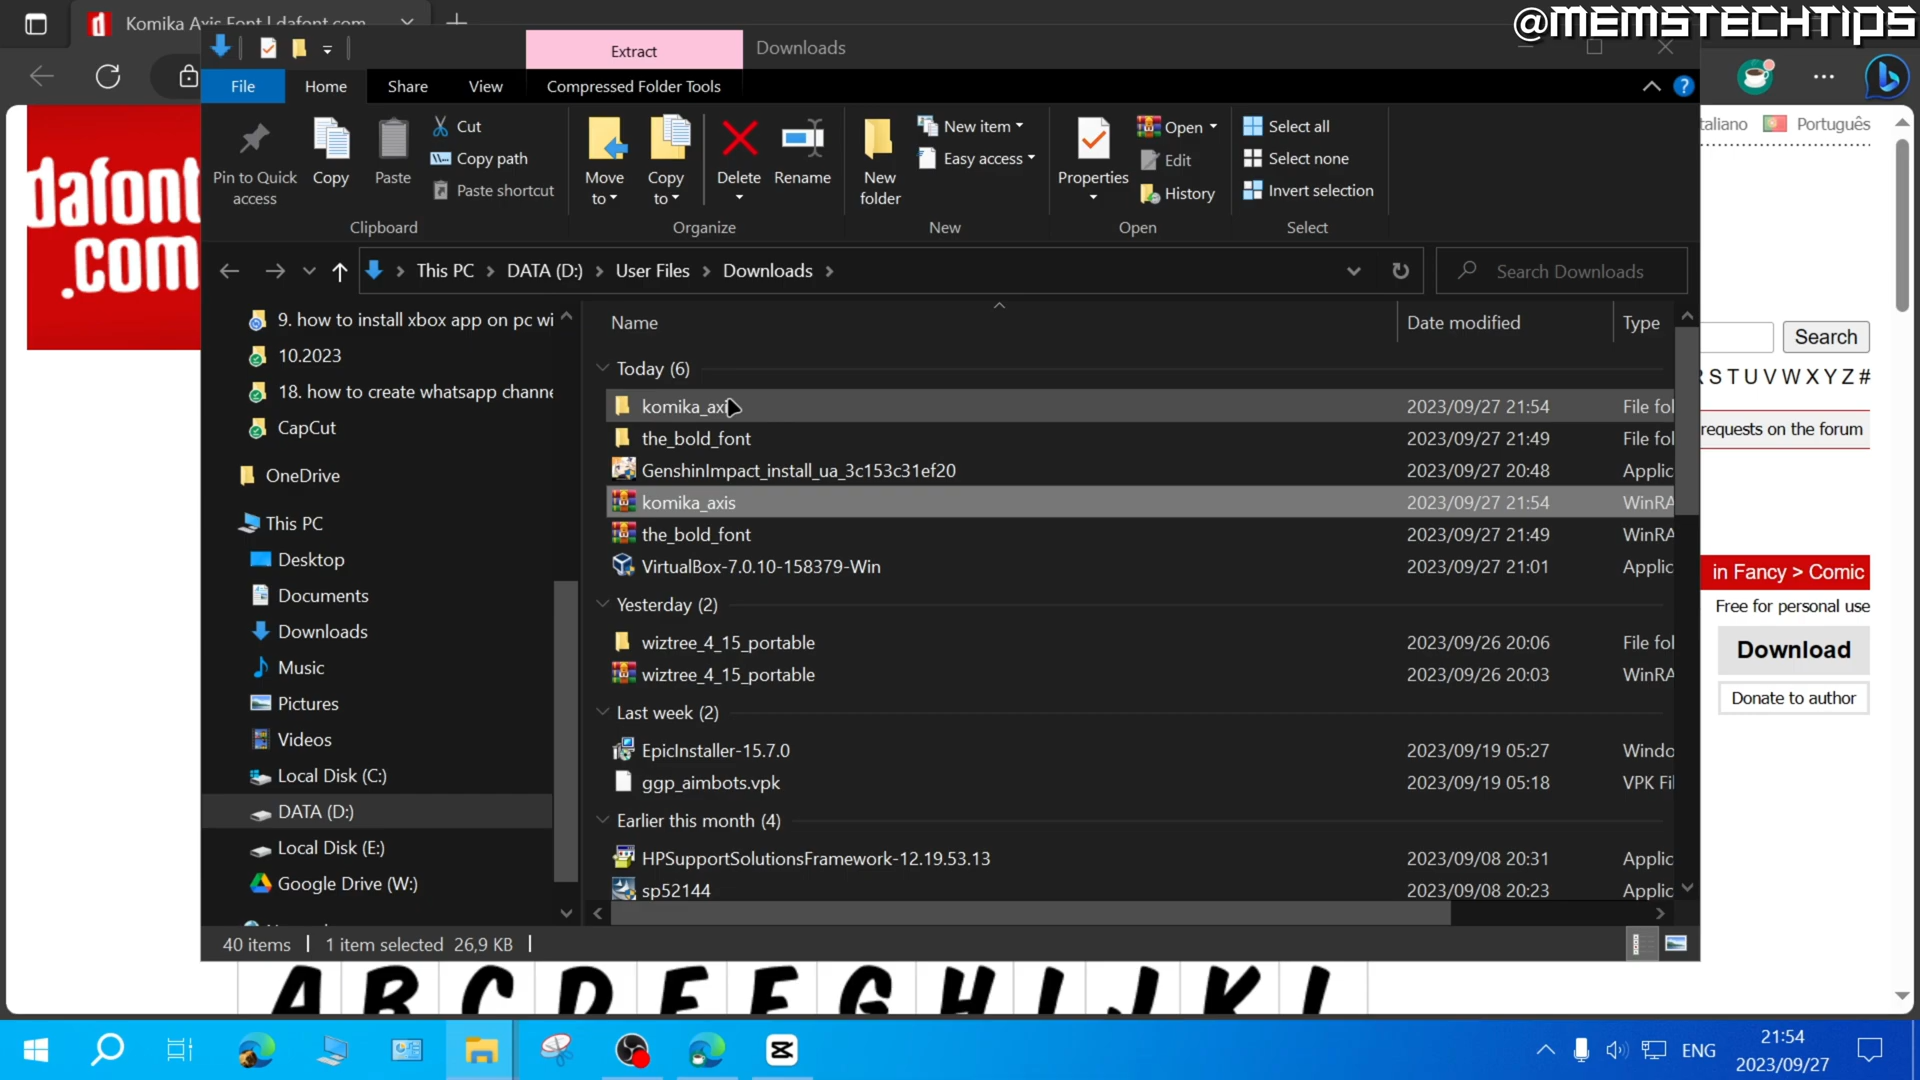 @MEMSTECHTIPS
Komika Axis Font | dafont.com
Extract
Downloads
File
Home
Share
View
Compressed Folder Tools
Pin to Quick access
Copy
Paste
Cut
Copy path
Paste shortcut
Move to
Copy to
Delete
Rename
New folder
New item
Easy access
Properties
Open
Edit
History
Select all
Select none
Invert selection
Clipboard
Organize
New
Open
Select
This PC
DATA (D:)
User Files
Downloads
Search Downloads
taliano
Português
dafont
.com
Search
R S T U V W X Y Z #
requests on the forum
in Fancy > Comic
Free for personal use
Download
Donate to author
9. how to install xbox app on pc wi
10.2023
18. how to create whatsapp channe
CapCut
OneDrive
This PC
Desktop
Documents
Downloads
Music
Pictures
Videos
Local Disk (C:)
DATA (D:)
Local Disk (E:)
Google Drive (W:)
Name
Date modified
Type
Today (6)
komika_axi 2023/09/27 21:54 File fol
the_bold_font 2023/09/27 21:49 File fol
GenshinImpact_install_ua_3c153c31ef20 2023/09/27 20:48 Applic
komika_axis 2023/09/27 21:54 WinRA
the_bold_font 2023/09/27 21:49 WinRA
VirtualBox-7.0.10-158379-Win 2023/09/27 21:01 Applic
Yesterday (2)
wiztree_4_15_portable 2023/09/26 20:06 File fol
wiztree_4_15_portable 2023/09/26 20:03 WinRA
Last week (2)
EpicInstaller-15.7.0 2023/09/19 05:27 Windo
ggp_aimbots.vpk 2023/09/19 05:18 VPK Fi
Earlier this month (4)
HPSupportSolutionsFramework-12.19.53.13 2023/09/08 20:31 Applic
sp52144 2023/09/08 20:23 Applic
40 items
1 item selected 26,9 KB
A B C D E E G H I J K L
ENG
21:54
2023/09/27